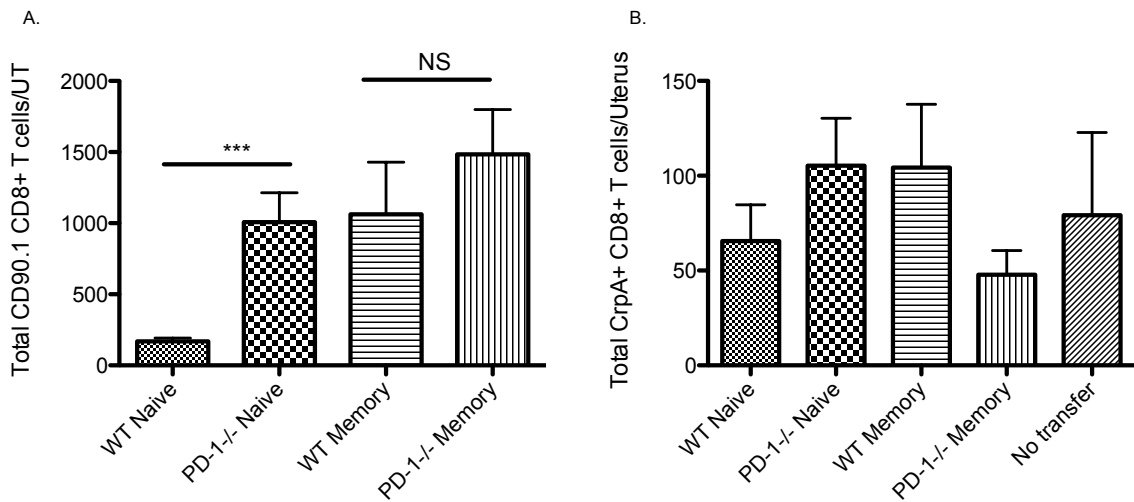 A.
Total CD90.1 CD8+ T cells/UT
2000
1500
1000
500
0
***
NS
WT Naive
PD-1-/- Naive
WT Memory
PD-1-/- Memory
B.
Total CrpA+ CD8+ T cells/Uterus
150
100
50
0
WT Naive
PD-1-/- Naive
WT Memory
PD-1-/- Memory
No transfer